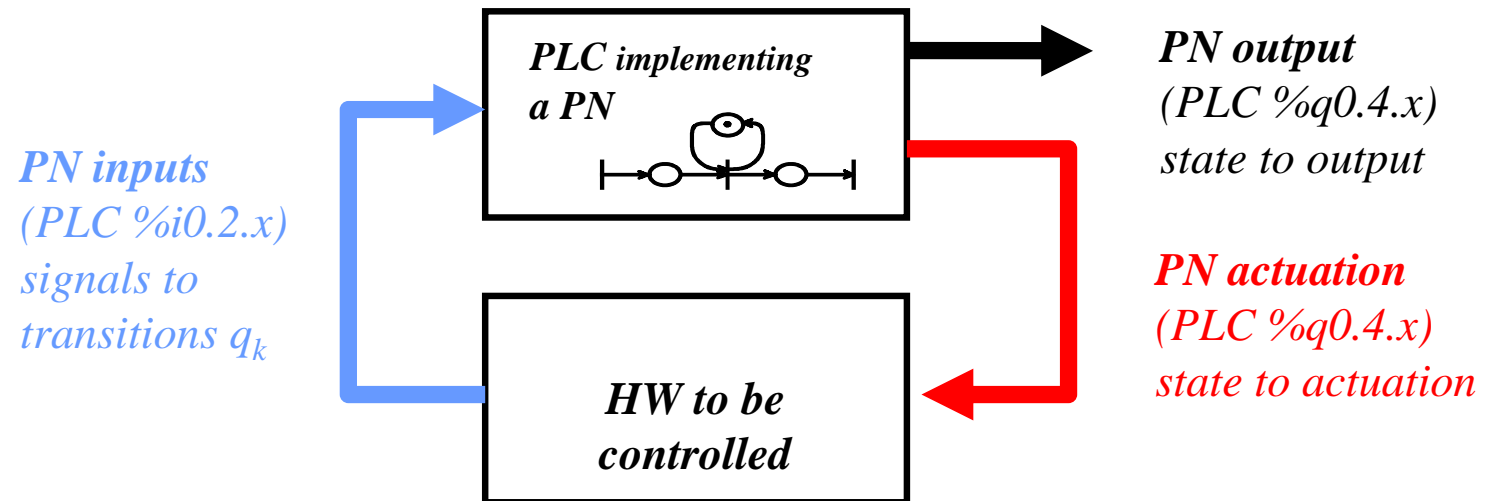 PLC implementing
a PN
PN output
(PLC %q0.4.x)
state to output
PN inputs
(PLC %i0.2.x)
signals to
transitions qk
PN actuation
(PLC %q0.4.x)
state to actuation
HW to be
controlled